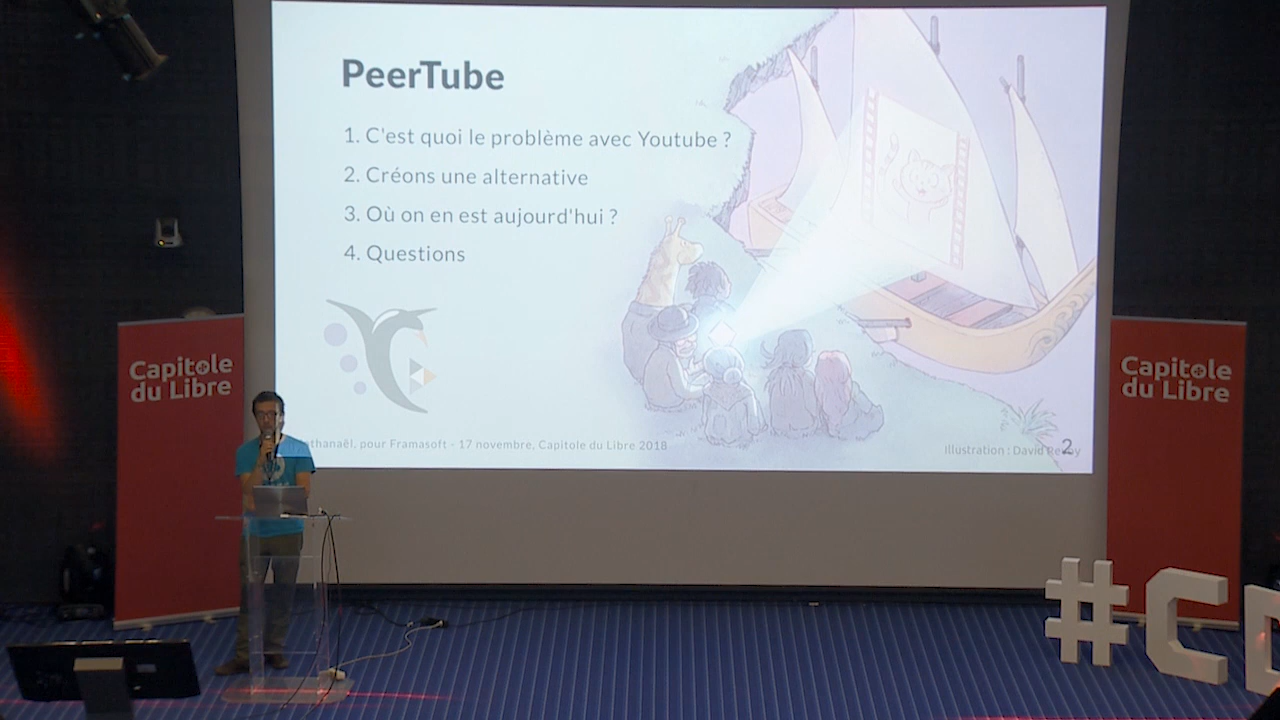 PeerTube
1. C'est quoi le problème avec Youtube ?
2. Créons une alternative
3. Où on en est aujourd'hui ?
4. Questions
pour Framasoft - 17 novembre, Capitole du Libre 2018
Illustration : David
2
Capitole
du Libre
Capitole
du Libre
#C